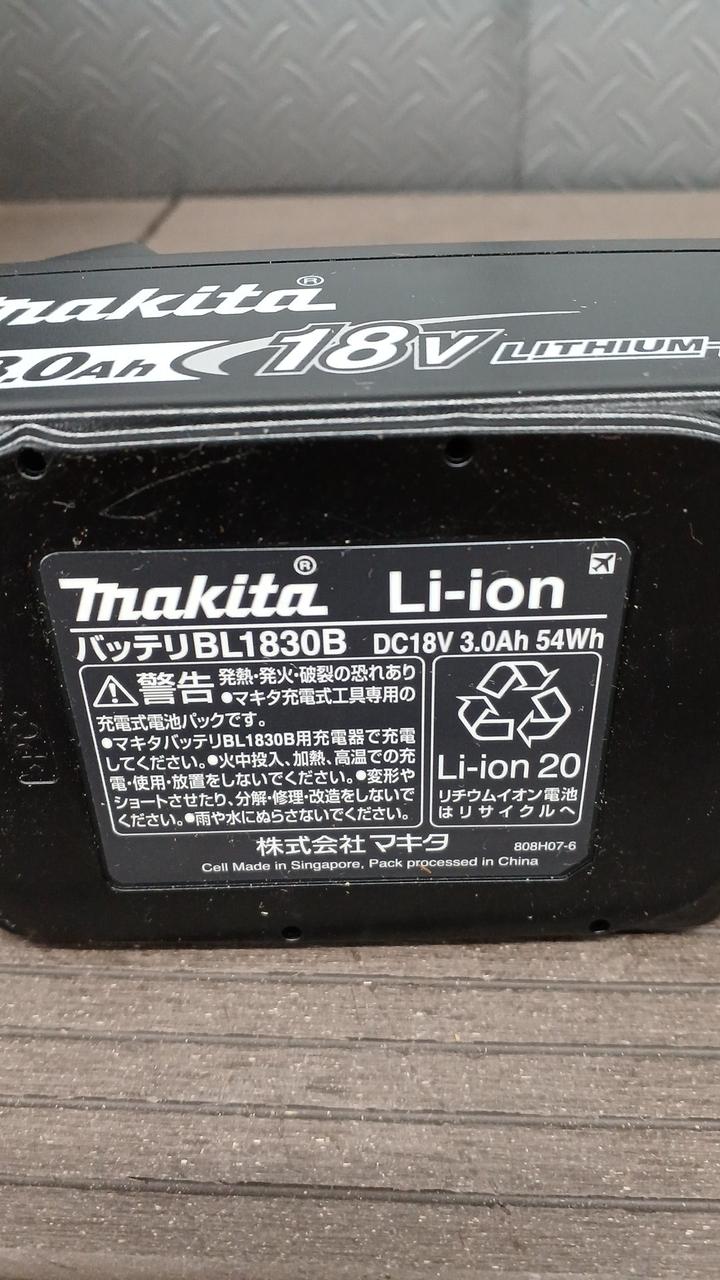 makita®
3.0Ah 18V LITHIUM
makita® Li-ion
バッテリBL1830B DC18V 3.0Ah 54Wh
警告 発熱・発火・破裂の恐れあり
●マキタ充電式工具専用の
充電式電池パックです。
●マキタバッテリBL1830B用充電器で充電
してください。●火中投入、加熱、高温での充
電・使用・放置をしないでください。●変形や
ショートさせたり、分解・修理・改造をしないで
ください。●雨や水にぬらさないでください。
Li-ion 20
リチウムイオン電池
はリサイクルへ
株式会社マキタ
808H07-6
Cell Made in Singapore, Pack processed in China